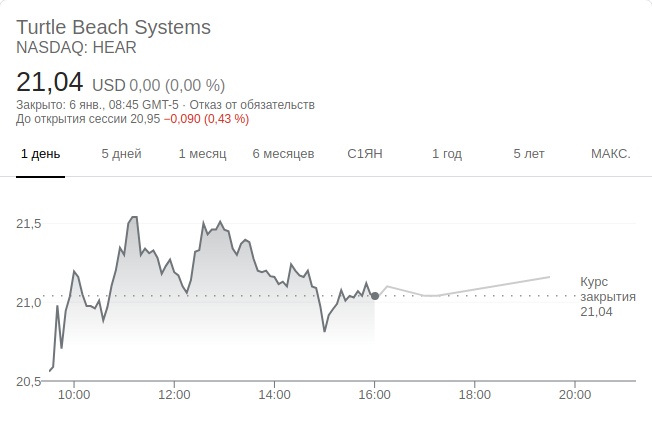 Turtle Beach Systems
NASDAQ: HEAR
21,04 USD 0,00 (0,00 %)
Закрыто: 6 янв., 08:45 GMT-5 · Отказ от обязательств
До открытия сессии 20,95 −0,090 (0,43 %)
1 день 5 дней 1 месяц 6 месяцев С1ЯН 1 год 5 лет МАКС.
21,5
21,0
20,5
Курс
закрытия
21,04
10:00 12:00 14:00 16:00 18:00 20:00